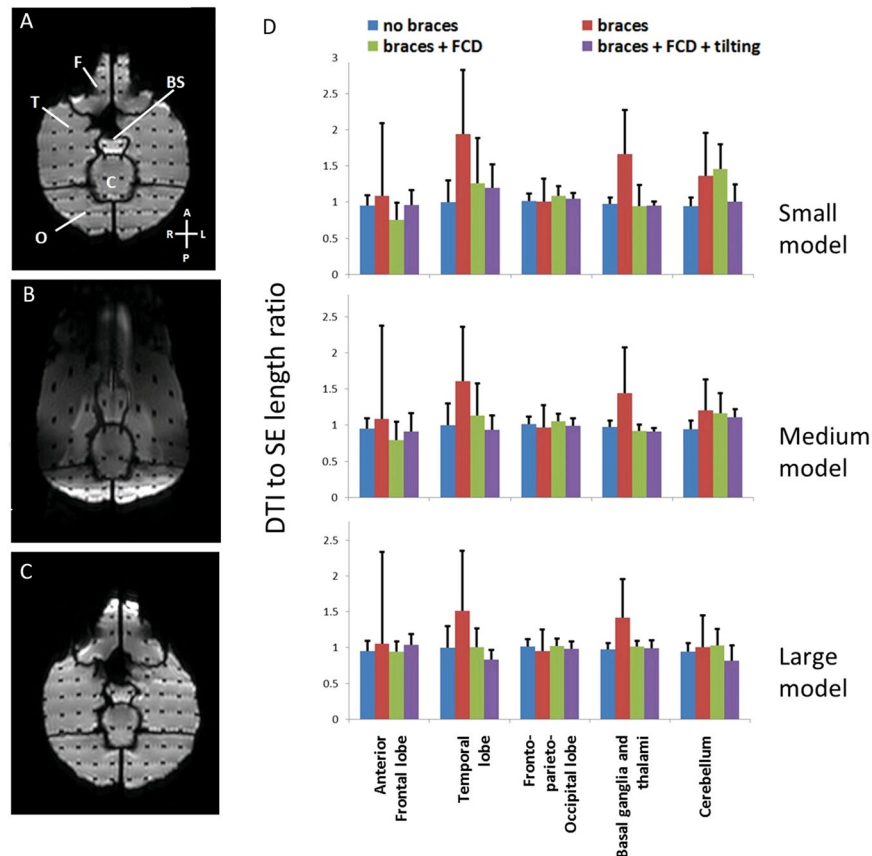 A
F
T
BS
C
O
A
R L
P
B
C
D
no braces
braces
braces + FCD
braces + FCD + tilting
DTI to SE length ratio
3
2.5
2
1.5
1
0.5
0
Small
model
2.5
2
1.5
1
0.5
0
Medium
model
2.5
2
1.5
1
0.5
0
Large
model
Anterior
Frontal lobe
Temporal
lobe
Fronto-
parieto-
Occipital lobe
Basal ganglia and
thalami
Cerebellum